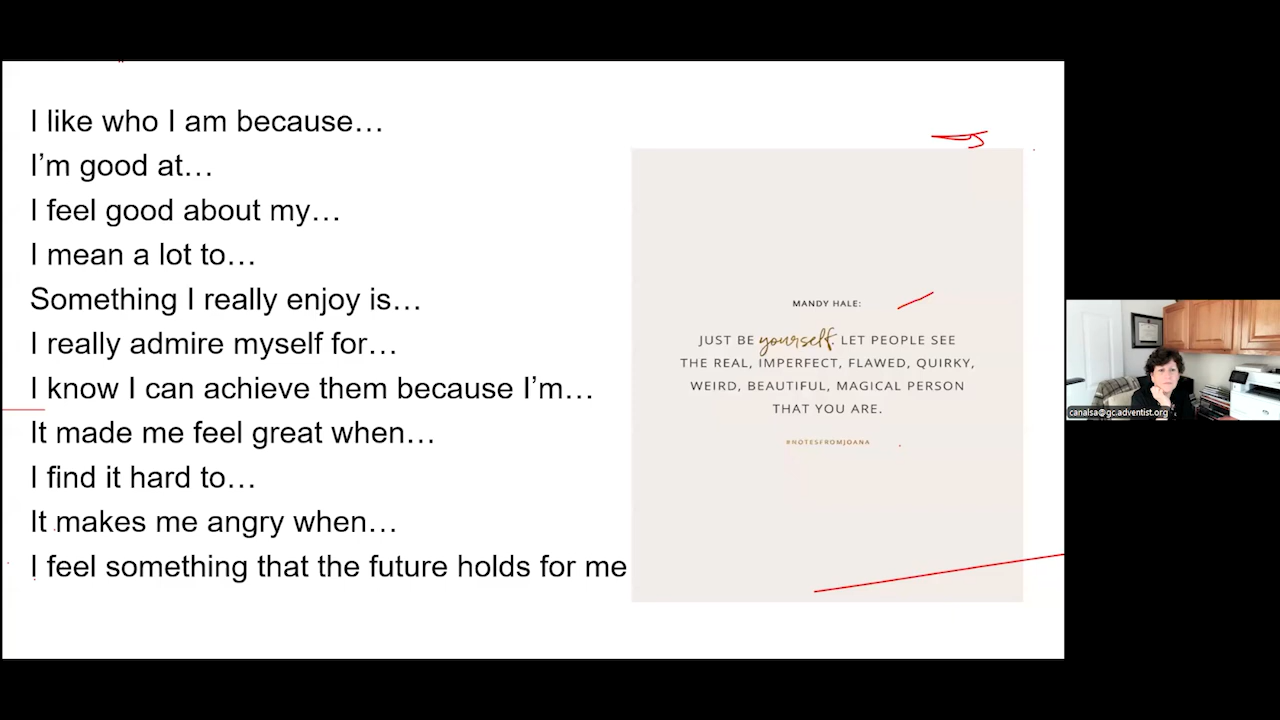 I like who I am because…
I’m good at…
I feel good about my…
I mean a lot to…
Something I really enjoy is…
I really admire myself for…
I know I can achieve them because I’m…
It made me feel great when…
I find it hard to…
It makes me angry when…
I feel something that the future holds for me
MANDY HALE:
JUST BE yourself. LET PEOPLE SEE
THE REAL, IMPERFECT, FLAWED, QUIRKY,
WEIRD, BEAUTIFUL, MAGICAL PERSON
THAT YOU ARE.
#NOTESFROMJOANA
canalsa@gc.adventist.org